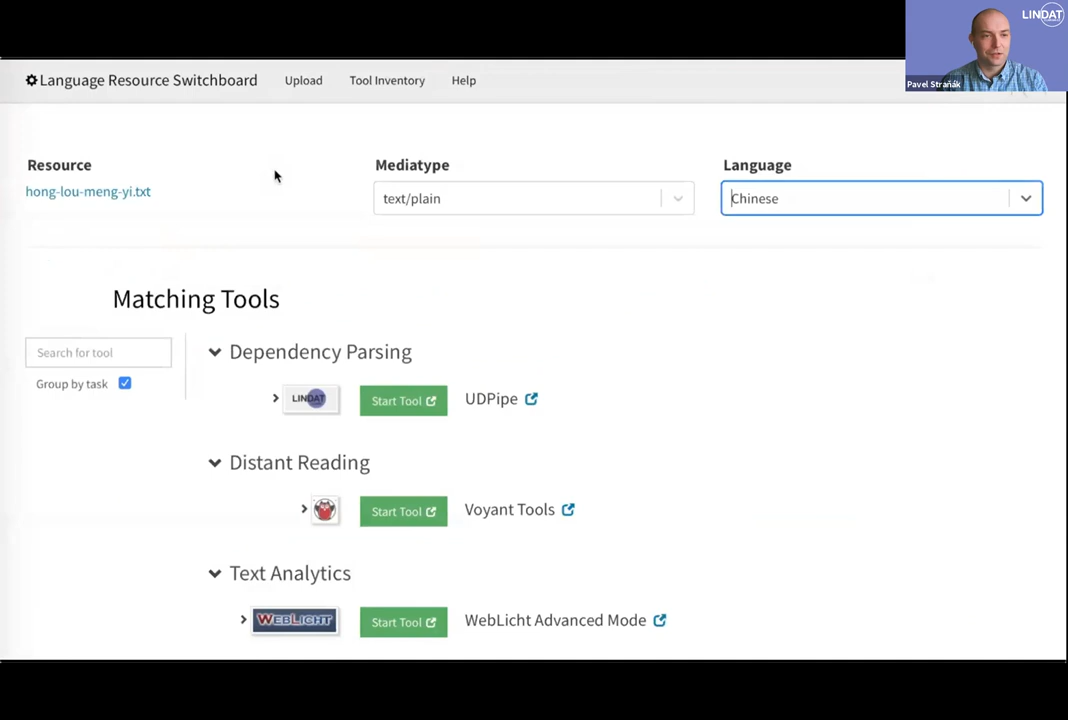 LINDAT
Pavel Straňák
Language Resource Switchboard Upload Tool Inventory Help
Resource Mediatype Language
hong-lou-meng-yi.txt text/plain Chinese
Matching Tools
Search for tool
Group by task
Dependency Parsing
LINDAT Start Tool UDPipe
Distant Reading
Start Tool Voyant Tools
Text Analytics
WEBLICHT Start Tool WebLicht Advanced Mode